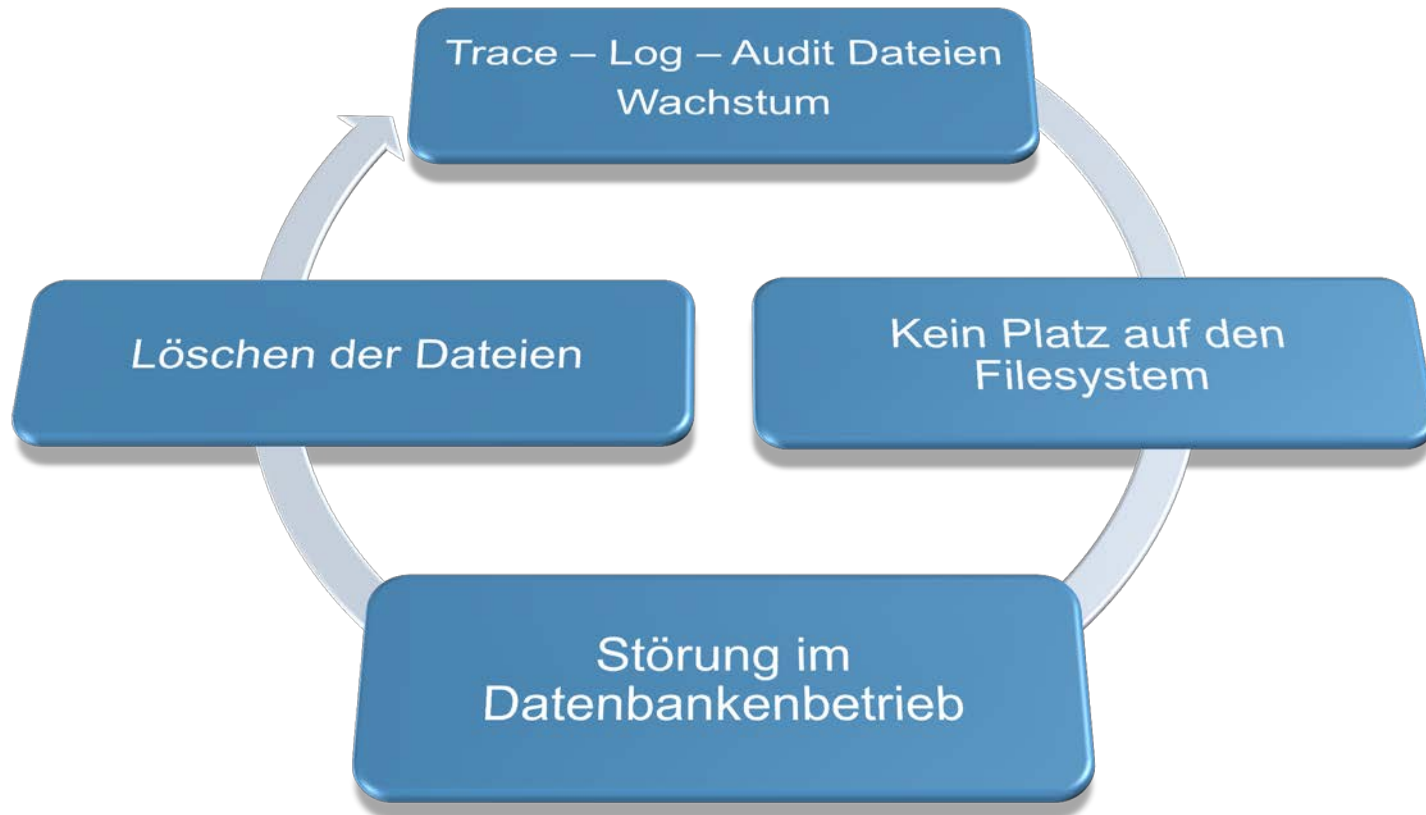 Trace – Log – Audit Dateien
Wachstum
Löschen der Dateien
Kein Platz auf den
Filesystem
Störung im
Datenbankenbetrieb